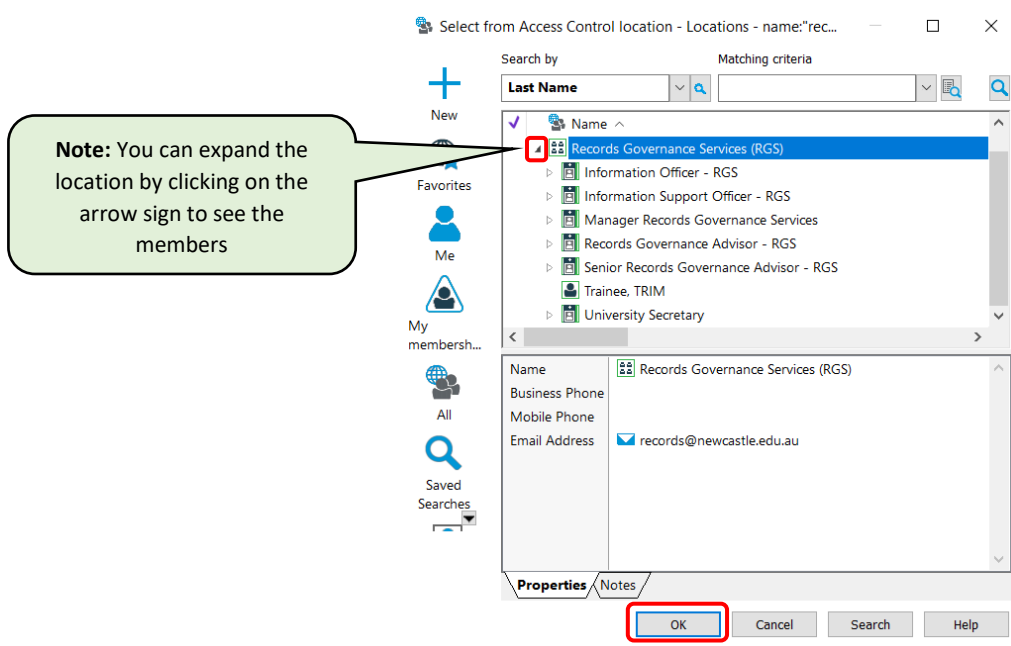 Select from Access Control location - Locations - name:"rec...
Search by
Matching criteria
Last Name
New
Favorites
Me
My
membersh...
All
Saved
Searches
Note: You can expand the
location by clicking on the
arrow sign to see the
members
Name
Records Governance Services (RGS)
Information Officer - RGS
Information Support Officer - RGS
Manager Records Governance Services
Records Governance Advisor - RGS
Senior Records Governance Advisor - RGS
Trainee, TRIM
University Secretary
Name Records Governance Services (RGS)
Business Phone
Mobile Phone
Email Address records@newcastle.edu.au
Properties Notes
OK Cancel Search Help